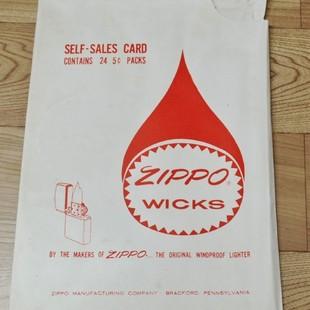 SELF-SALES CARD
CONTAINS 24 5¢ PACKS
ZIPPO®
WICKS
BY THE MAKERS OF ZIPPO... THE ORIGINAL WINDPROOF LIGHTER
ZIPPO MANUFACTURING COMPANY · BRADFORD, PENNSYLVANIA